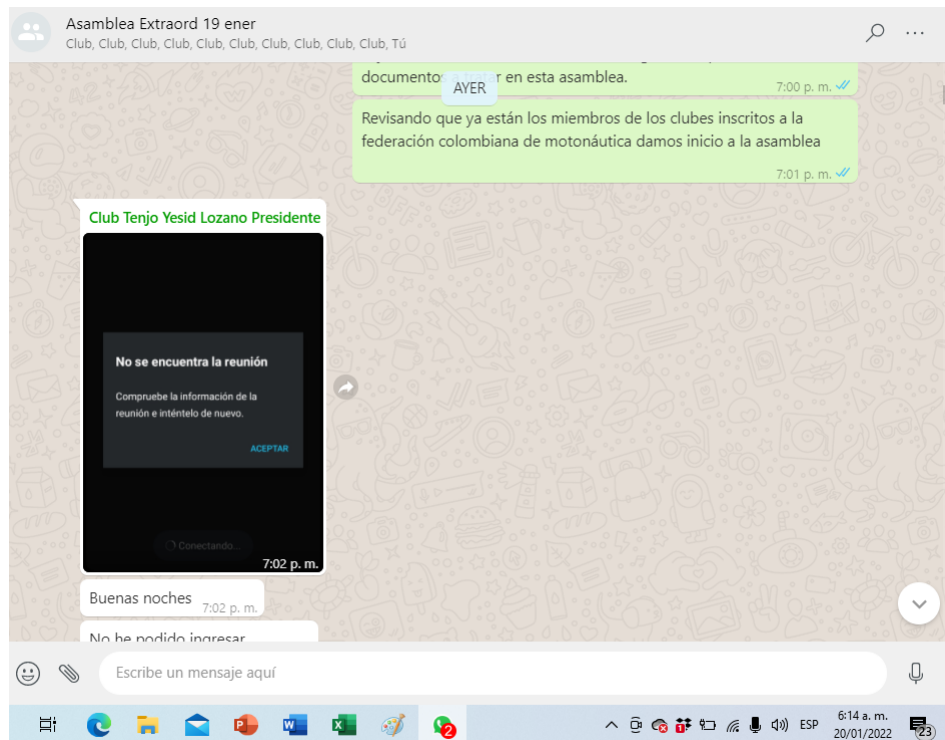 Asamblea Extraord 19 ener
Club, Club, Club, Club, Club, Club, Club, Club, Club, Club, Tú
documentos a tratar en esta asamblea.
7:00 p. m.
AYER
Revisando que ya están los miembros de los clubes inscritos a la
federación colombiana de motonáutica damos inicio a la asamblea
7:01 p. m.
Club Tenjo Yesid Lozano Presidente
No se encuentra la reunión
Compruebe la información de la
reunión e inténtelo de nuevo.
ACEPTAR
Conectando...
7:02 p. m.
Buenas noches
7:02 p. m.
No he podido ingresar
Escribe un mensaje aquí
2
ESP
6:14 a. m.
20/01/2022
23